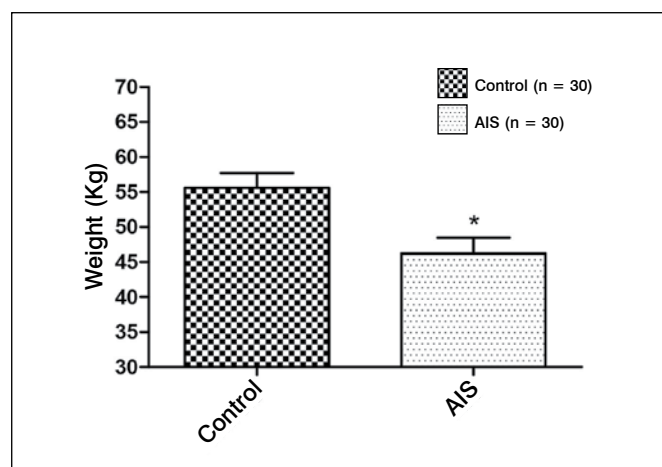 70
65
60
55
50
45
40
35
30
Weight (Kg)
Control (n = 30)
AIS (n = 30)
*
Control
AIS